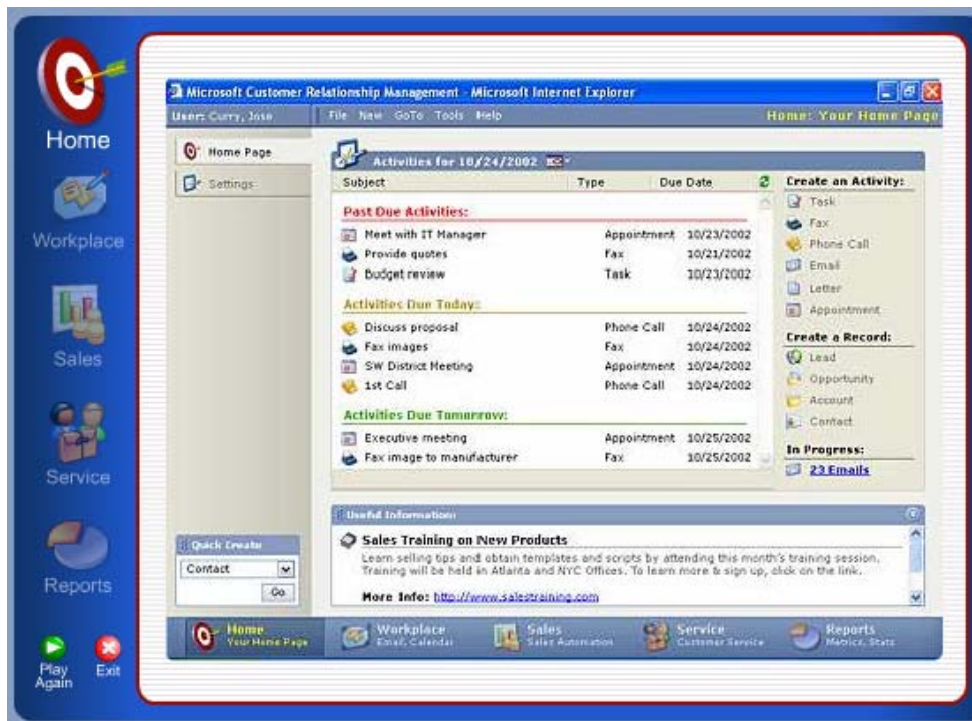 Home
Workplace
Sales
Service
Reports
Play Again
Exit
Microsoft Customer Relationship Management - Microsoft Internet Explorer
User: Curry, Jose
File New GoTo Tools Help
Home: Your Home Page
Home Page
Settings
Activities for 10/24/2002
Subject Type Due Date
Past Due Activities:
Meet with IT Manager Appointment 10/23/2002
Provide quotes Fax 10/21/2002
Budget review Task 10/23/2002
Activities Due Today:
Discuss proposal Phone Call 10/24/2002
Fax images Fax 10/24/2002
SW District Meeting Appointment 10/24/2002
1st Call Phone Call 10/24/2002
Activities Due Tomorrow:
Executive meeting Appointment 10/25/2002
Fax image to manufacturer Fax 10/25/2002
Create an Activity:
Task
Fax
Phone Call
Email
Letter
Appointment
Create a Record:
Lead
Opportunity
Account
Contact
In Progress:
23 Emails
Quick Create
Contact
Go
Useful Information:
Sales Training on New Products
Learn selling tips and obtain templates and scripts by attending this month's training session.
Training will be held in Atlanta and NYC Offices. To learn more & sign up, click on the link.
More Info: http://www.salestraining.com
Home
Your Home Page
Workplace
Email, Calendar
Sales
Sales Automation
Service
Customer Service
Reports
Metrics, Stats